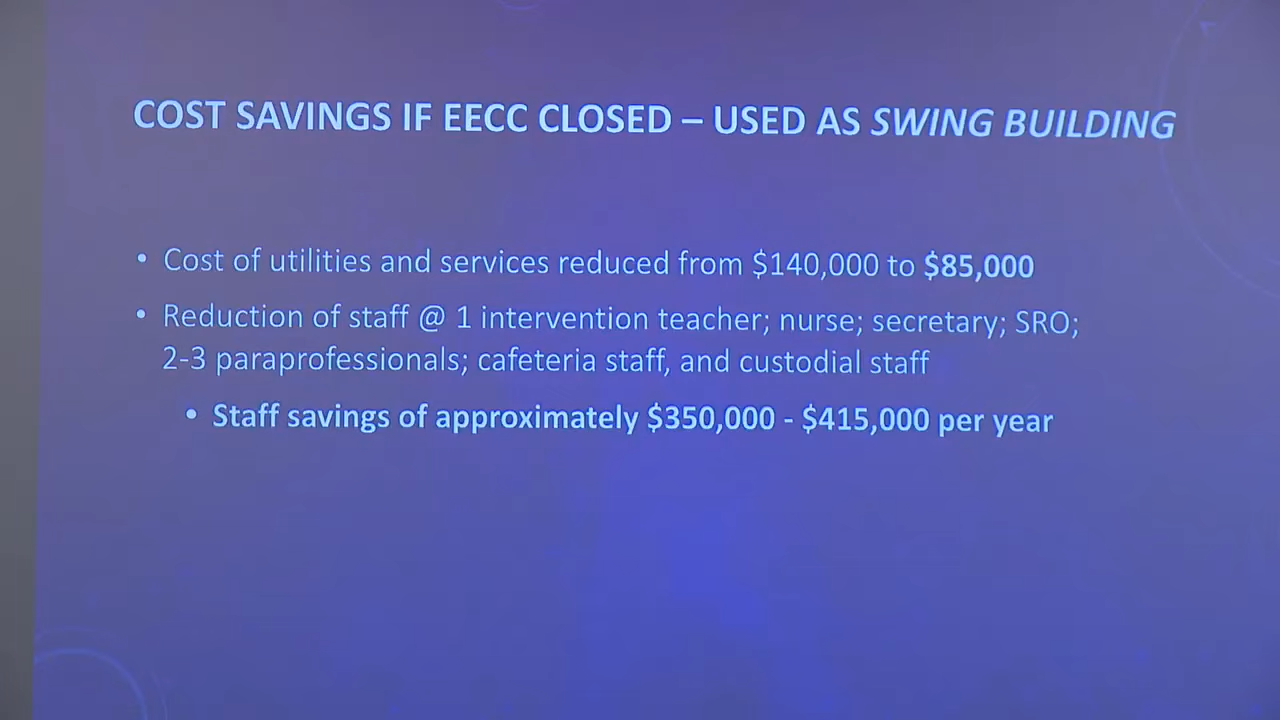 COST SAVINGS IF EECC CLOSED – USED AS SWING BUILDING
• Cost of utilities and services reduced from $140,000 to $85,000
• Reduction of staff @ 1 intervention teacher; nurse; secretary; SRO;
2-3 paraprofessionals; cafeteria staff, and custodial staff
• Staff savings of approximately $350,000 - $415,000 per year